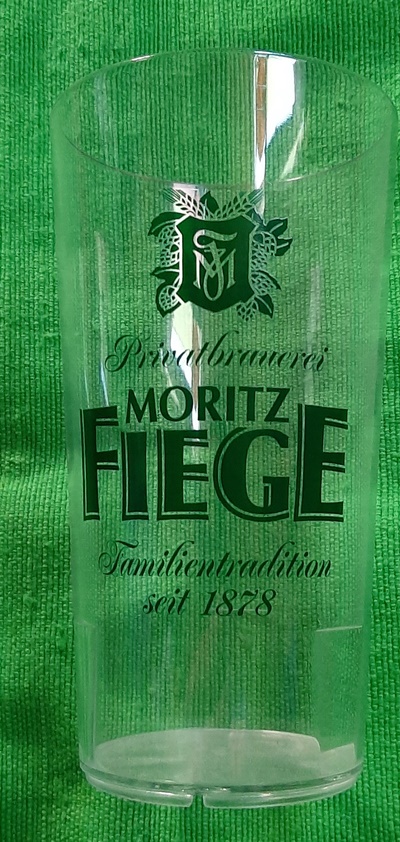 Privatbrauerei
MORITZ
FIEGE
Familientradition
seit 1878